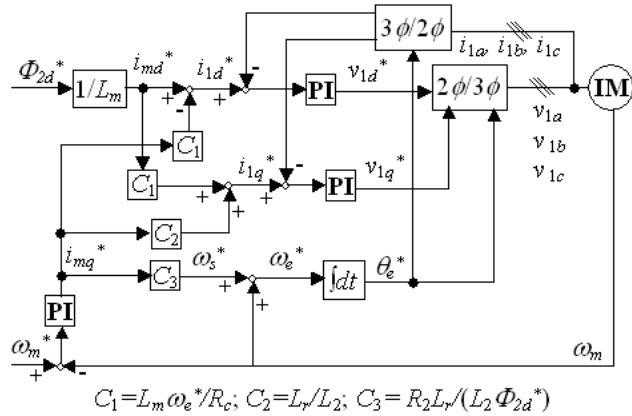 3ϕ/2ϕ
i1a, i1b, i1c
Φ2d* 1/Lm imd* + - i1d* + - PI v1d* 2ϕ/3ϕ IM
C1
v1a
v1b
v1c
C1 + + i1q* + - PI v1q*
C2
imq* C3 ωs* + + ωe* ∫dt θe*
PI
ωm* + - ωm
C1=Lmωe*/Rc; C2=Lr/L2; C3 = R2Lr/(L2Φ2d*)